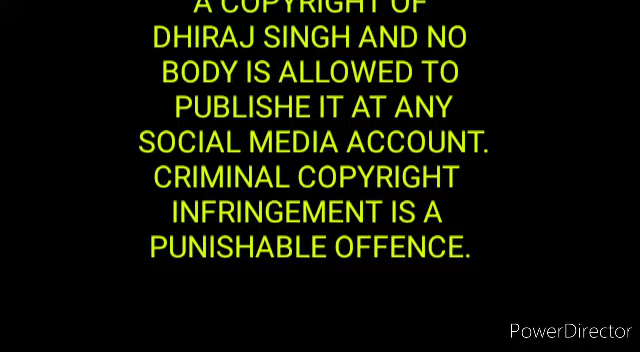 A COPYRIGHT OF
DHIRAJ SINGH AND NO
BODY IS ALLOWED TO
PUBLISHE IT AT ANY
SOCIAL MEDIA ACCOUNT.
CRIMINAL COPYRIGHT
INFRINGEMENT IS A
PUNISHABLE OFFENCE.
PowerDirector